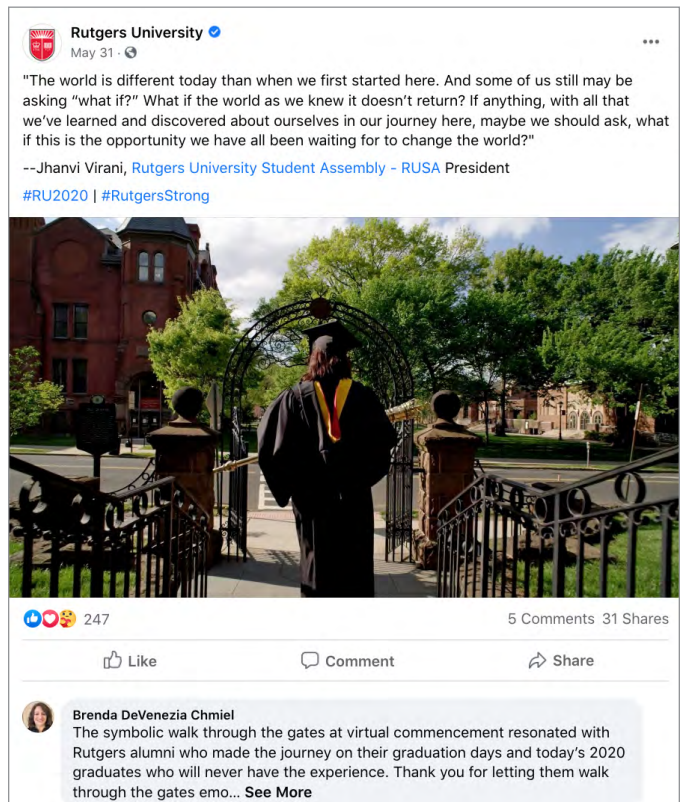 Rutgers University
May 31 ·
"The world is different today than when we first started here. And some of us still may be
asking “what if?” What if the world as we knew it doesn’t return? If anything, with all that
we’ve learned and discovered about ourselves in our journey here, maybe we should ask, what
if this is the opportunity we have all been waiting for to change the world?"
--Jhanvi Virani, Rutgers University Student Assembly - RUSA President
#RU2020 | #RutgersStrong
247
5 Comments 31 Shares
Like
Comment
Share
Brenda DeVenezia Chmiel
The symbolic walk through the gates at virtual commencement resonated with
Rutgers alumni who made the journey on their graduation days and today’s 2020
graduates who will never have the experience. Thank you for letting them walk
through the gates emo... See More